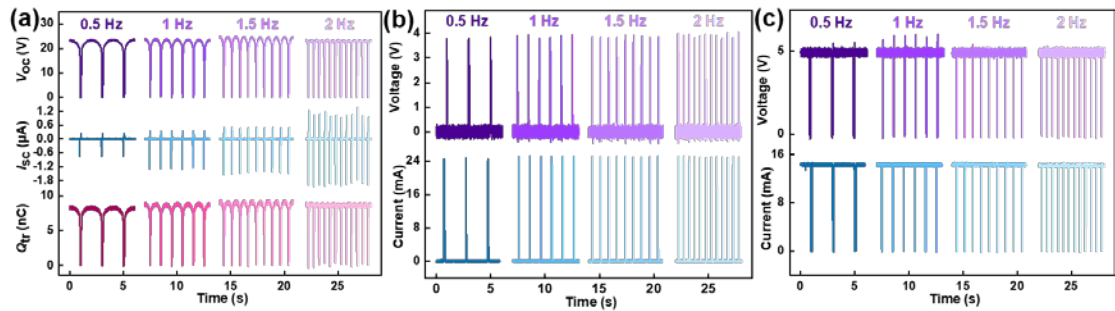 (a)
0.5 Hz 1 Hz 1.5 Hz 2 Hz
Voc (V)
30
20
10
0
Isc (μA)
1.2
0.6
0.0
-0.6
-1.2
-1.8
Qtr (nC)
10
5
0
0 5 10 15 20 25
Time (s)
(b)
0.5 Hz 1 Hz 1.5 Hz 2 Hz
Voltage (V)
4
3
2
1
0
Current (mA)
24
16
8
0
0 5 10 15 20 25
Time (s)
(c)
0.5 Hz 1 Hz 1.5 Hz 2 Hz
Voltage (V)
5
0
Current (mA)
16
8
0
0 5 10 15 20 25
Time (s)